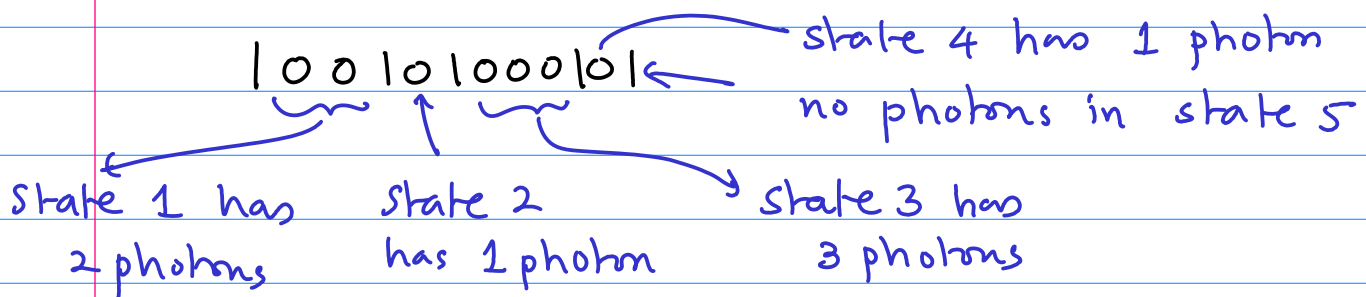 |00|0|000|0|
state 4 has 1 photon
no photons in state 5
state 1 has
2 photons
state 2
has 1 photon
state 3 has
3 photons